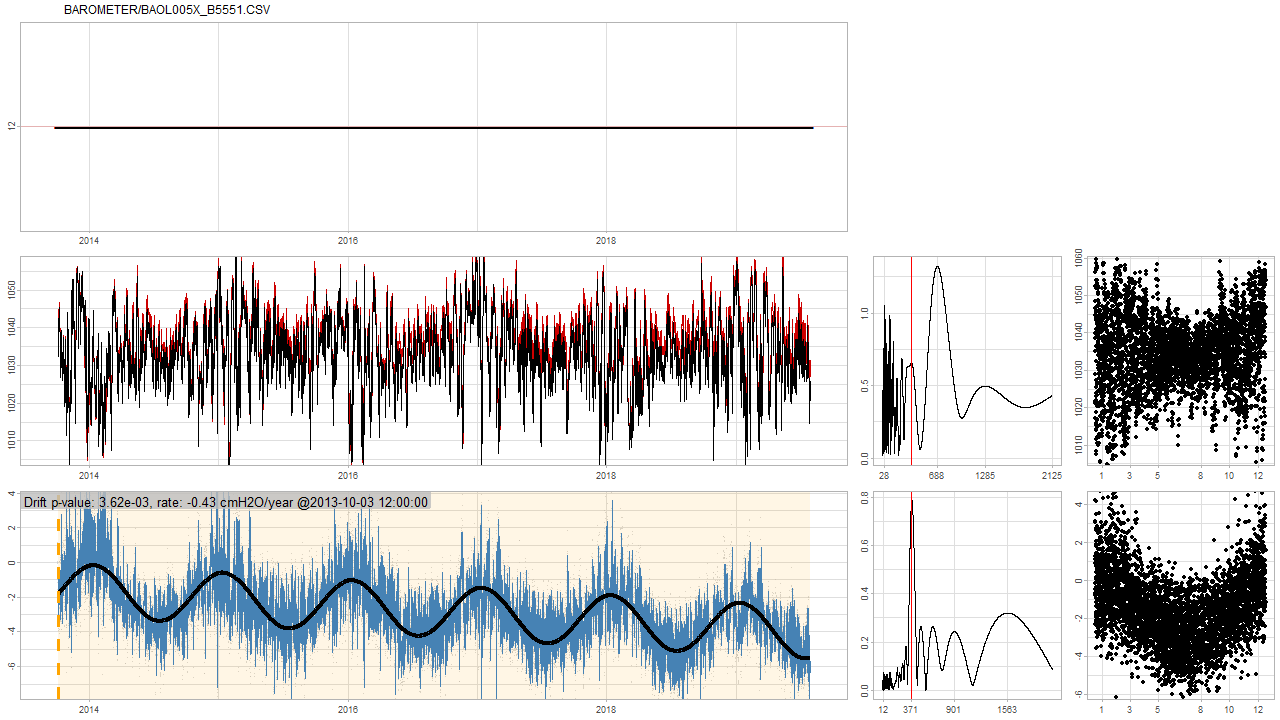 BAROMETER/BAOL005X_B5551.CSV
12
2014 2016 2018
1010 1020 1030 1040 1050
2014 2016 2018
0.0 0.5 1.0
28 688 1285 2125
1010 1020 1030 1040 1050 1060
1 3 5 8 10 12
Drift p-value: 3.62e-03, rate: -0.43 cmH2O/year @2013-10-03 12:00:00
-6 -4 -2 0 2 4
2014 2016 2018
0.0 0.2 0.4 0.6 0.8
12 371 901 1563
-6 -4 -2 0 2 4
1 3 5 8 10 12